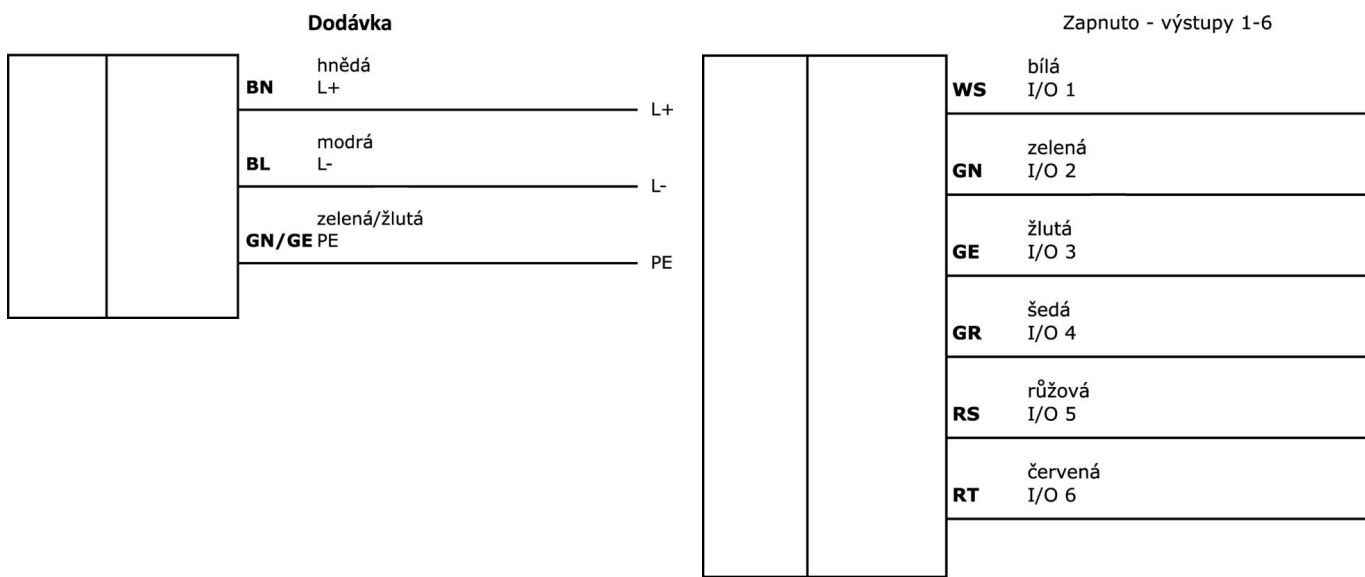 Dodávka
hnědá
BN L+
L+
modrá
BL L-
L-
zelená/žlutá
GN/GE PE
PE
Zapnuto - výstupy 1-6
bílá
WS I/O 1
zelená
GN I/O 2
žlutá
GE I/O 3
šedá
GR I/O 4
růžová
RS I/O 5
červená
RT I/O 6